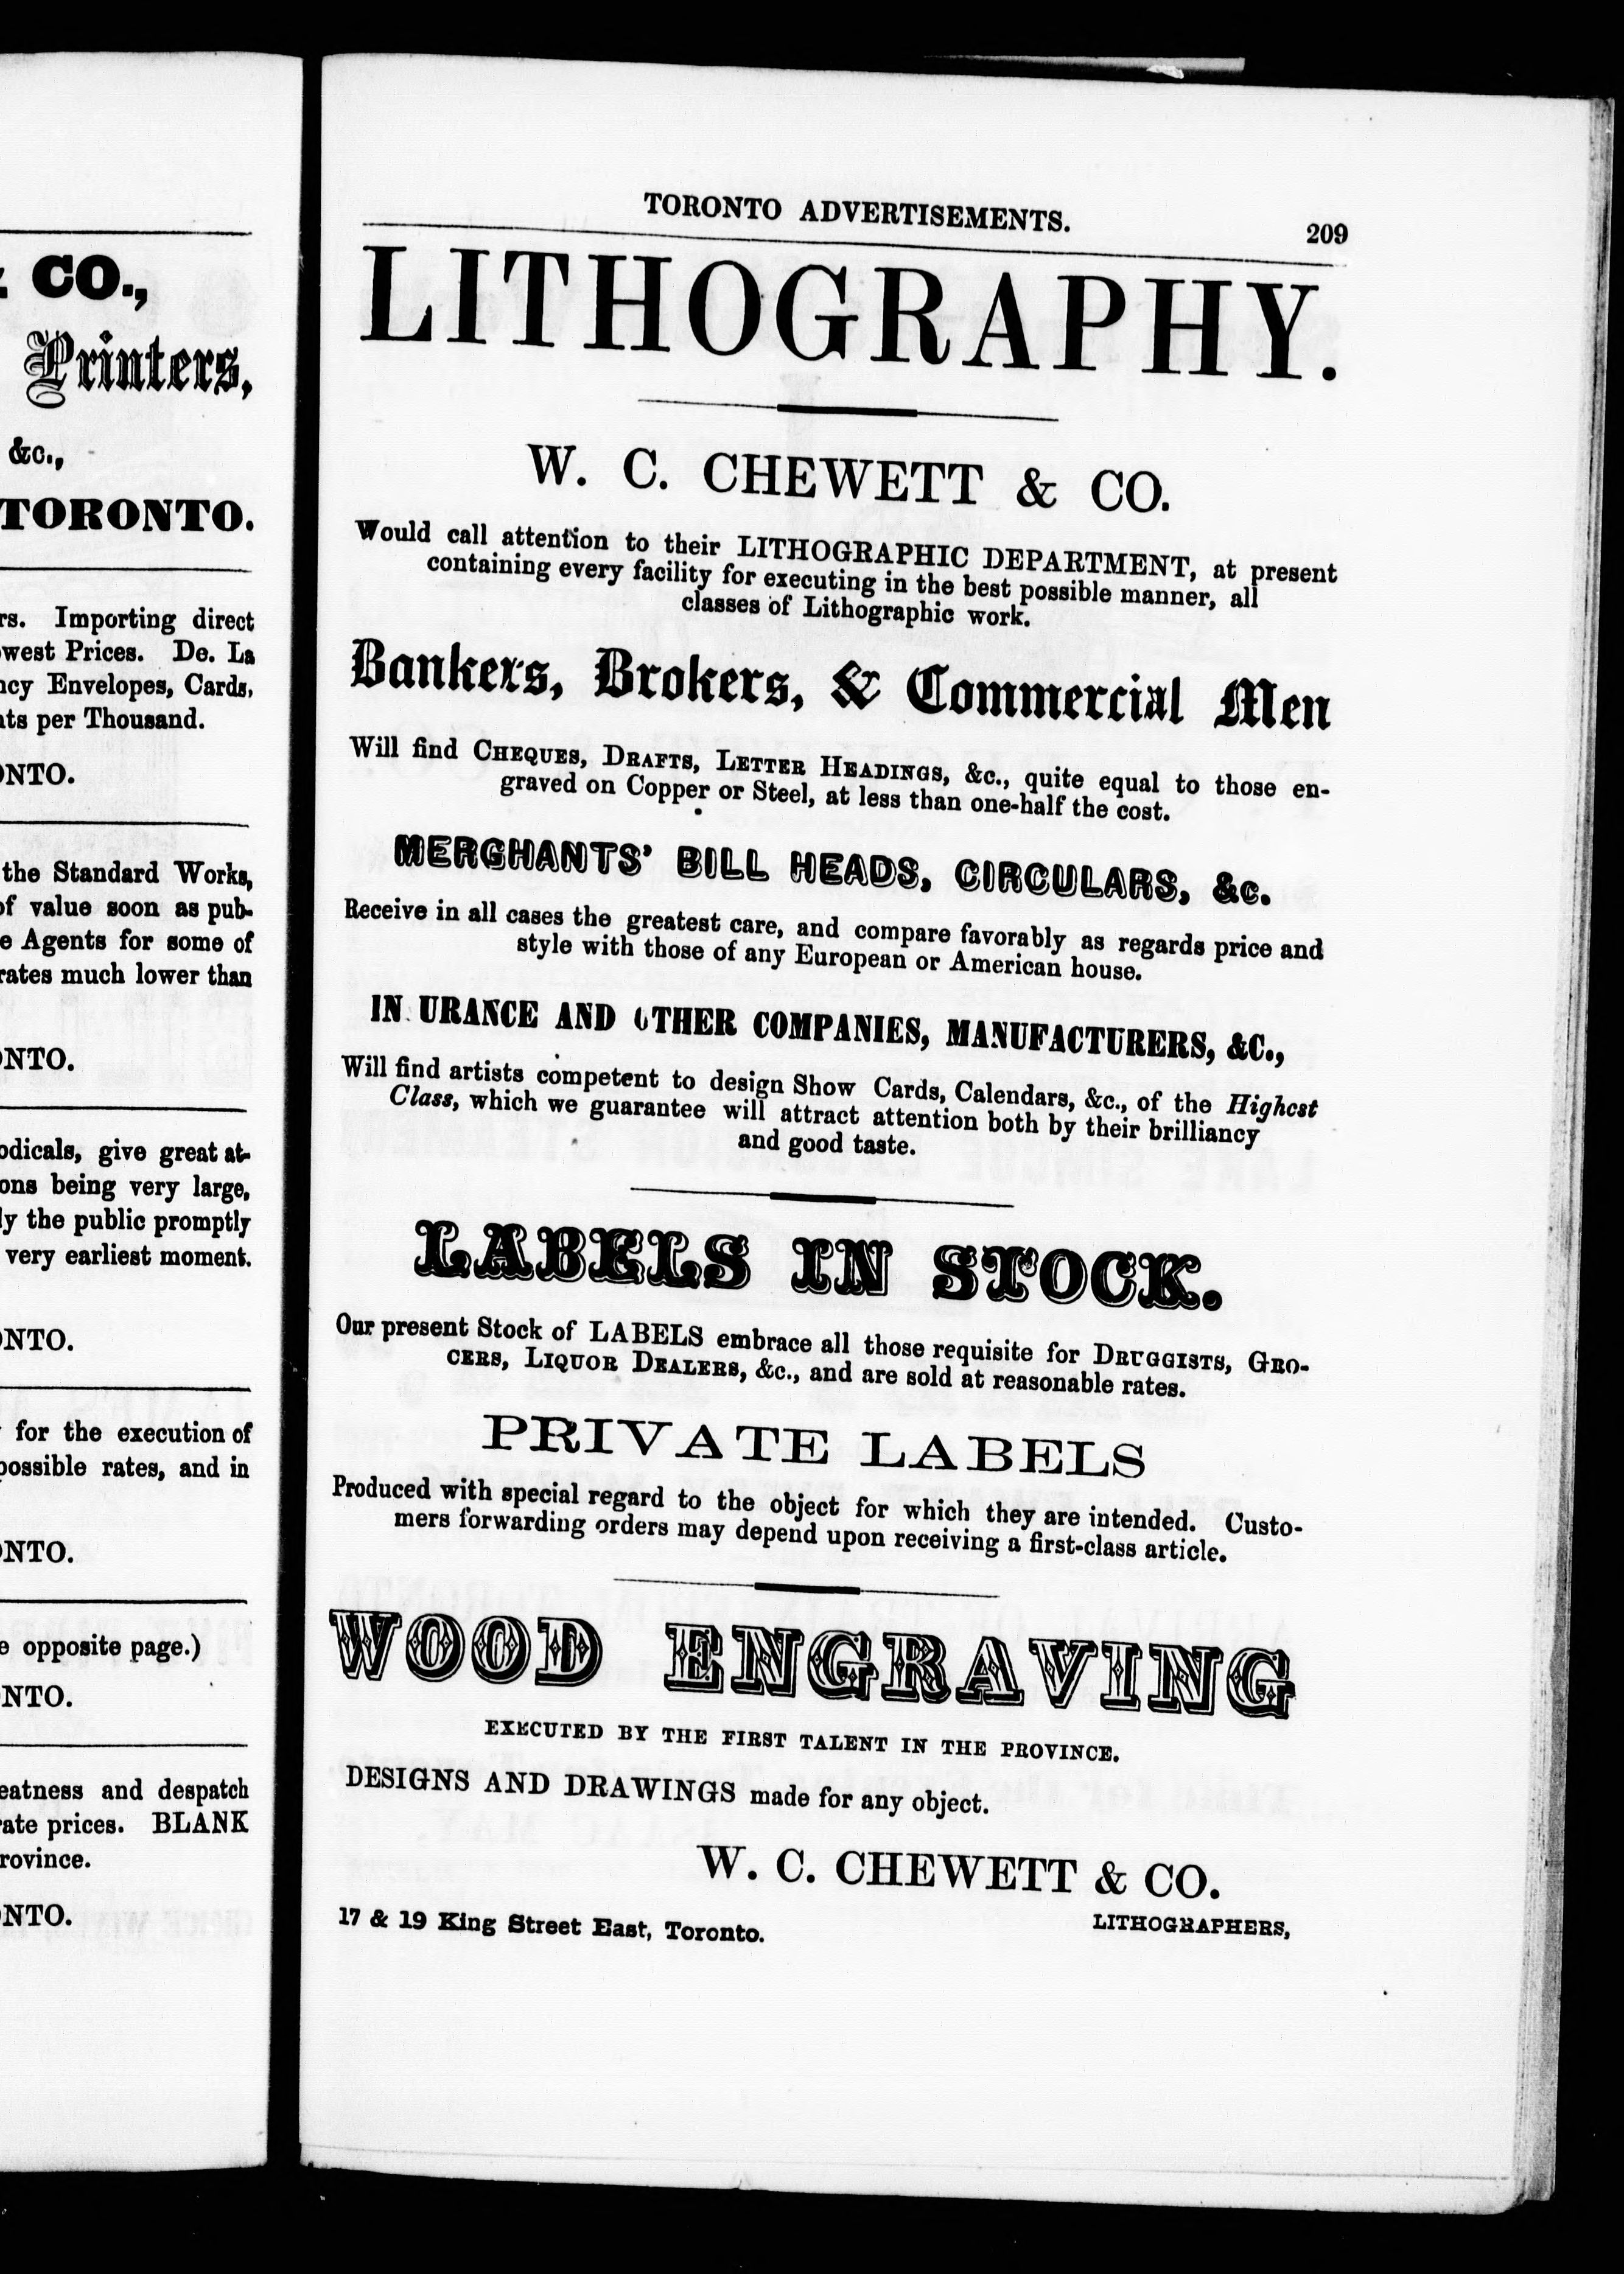 & CO.,
Printers,
&c.,
TORONTO.
rs. Importing direct
west Prices. De. La
ncy Envelopes, Cards,
nts per Thousand.
ONTO.
the Standard Works,
of value soon as pub-
e Agents for some of
rates much lower than
ONTO.
odicals, give great at-
ons being very large,
ly the public promptly
very earliest moment.
ONTO.
for the execution of
possible rates, and in
ONTO.
e opposite page.)
NTO.
eatness and despatch
rate prices. BLANK
rovince.
NTO.
TORONTO ADVERTISEMENTS. 209
LITHOGRAPHY.
W. C. CHEWETT & CO.
Would call attention to their LITHOGRAPHIC DEPARTMENT, at present
containing every facility for executing in the best possible manner, all
classes of Lithographic work.
Bankers, Brokers, & Commercial Men
Will find CHEQUES, DRAFTS, LETTER HEADINGS, &c., quite equal to those en-
graved on Copper or Steel, at less than one-half the cost.
MERCHANTS' BILL HEADS, CIRCULARS, &c.
Receive in all cases the greatest care, and compare favorably as regards price and
style with those of any European or American house.
IN URANCE AND OTHER COMPANIES, MANUFACTURERS, &C.,
Will find artists competent to design Show Cards, Calendars, &c., of the Highest
Class, which we guarantee will attract attention both by their brilliancy
and good taste.
LABELS IN STOCK.
Our present Stock of LABELS embrace all those requisite for DRUGGISTS, GRO-
CERS, LIQUOR DEALERS, &c., and are sold at reasonable rates.
PRIVATE LABELS
Produced with special regard to the object for which they are intended. Custo-
mers forwarding orders may depend upon receiving a first-class article.
WOOD ENGRAVING
EXECUTED BY THE FIRST TALENT IN THE PROVINCE.
DESIGNS AND DRAWINGS made for any object.
W. C. CHEWETT & CO.
LITHOGRAPHERS,
17 & 19 King Street East, Toronto.